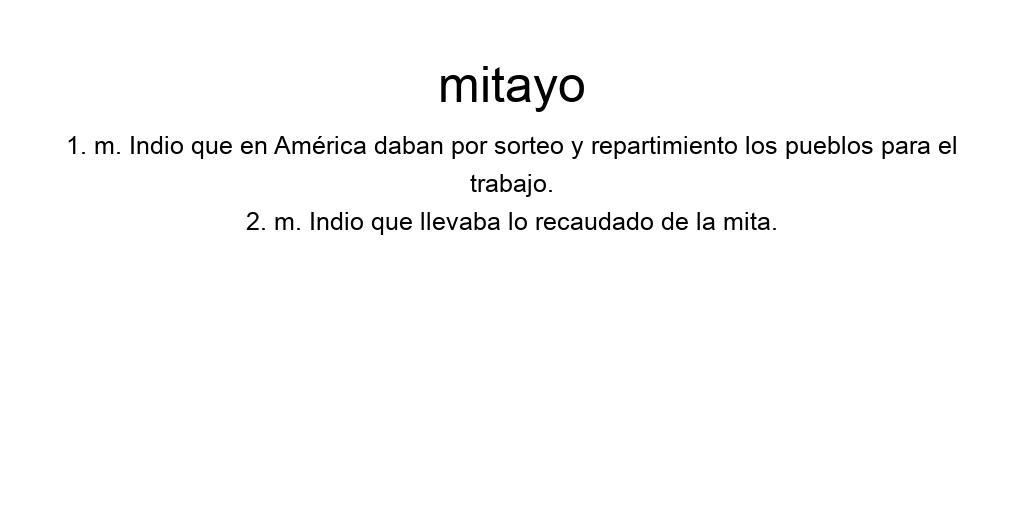 mitayo
1. m. Indio que en América daban por sorteo y repartimiento los pueblos para el
trabajo.
2. m. Indio que llevaba lo recaudado de la mita.